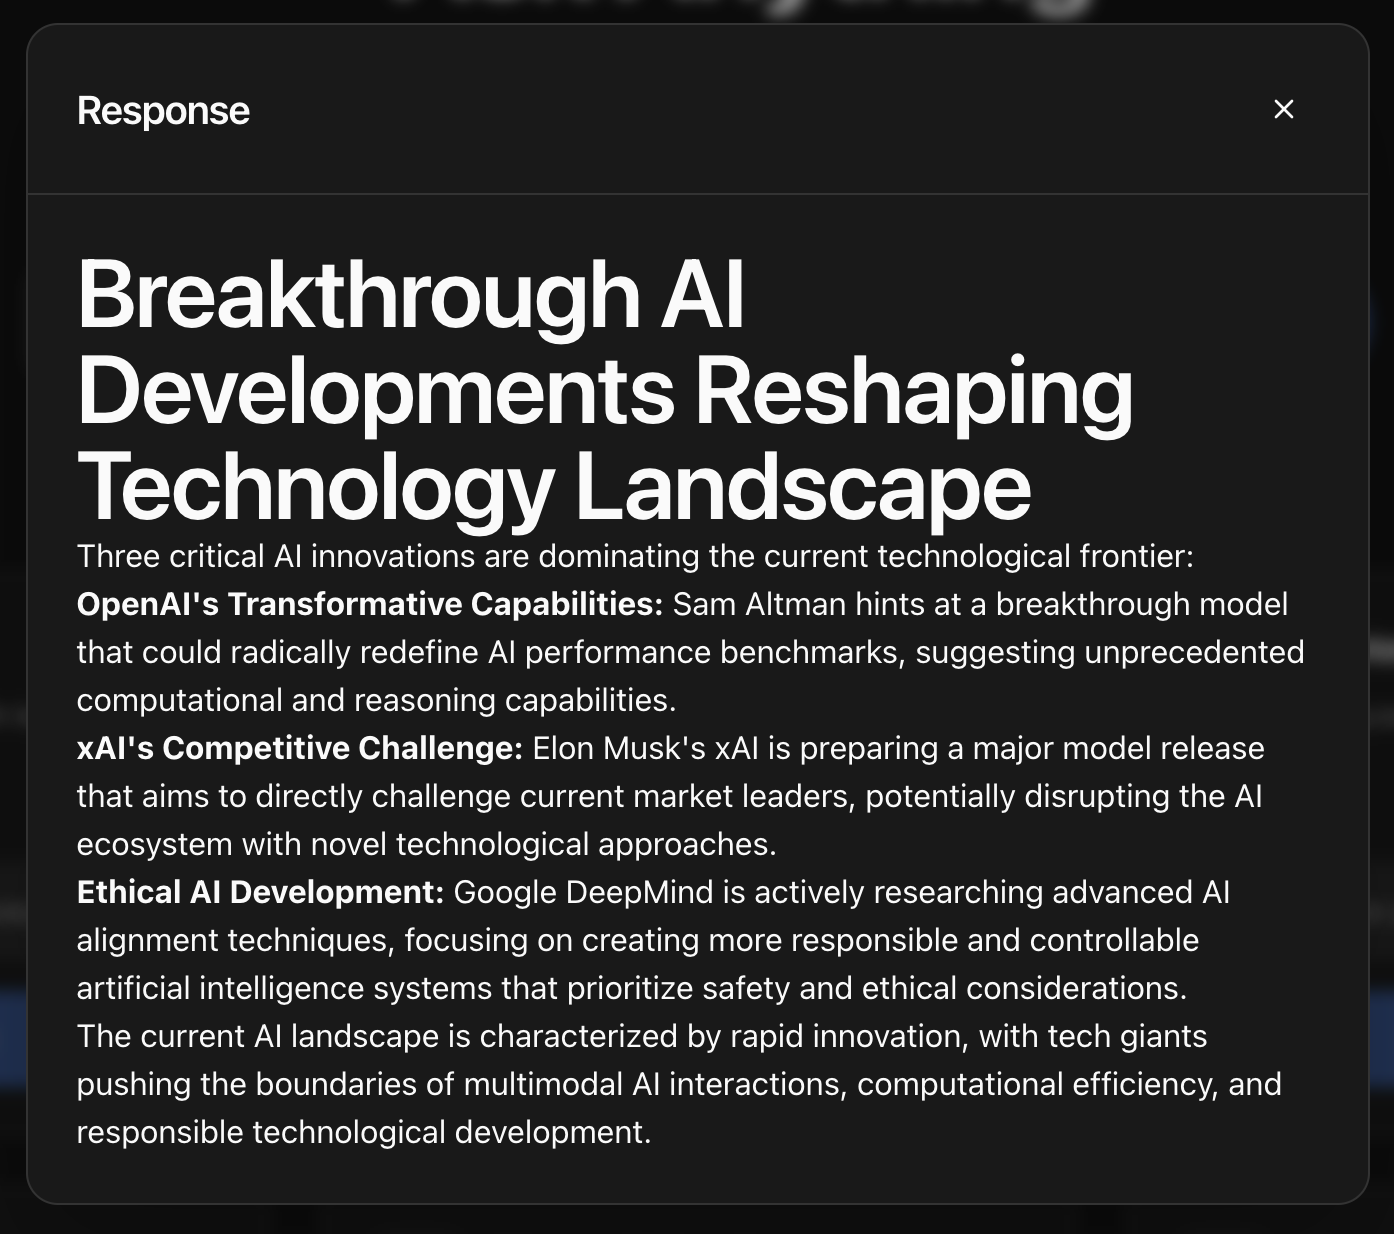 Response
Breakthrough AI
Developments Reshaping
Technology Landscape
Three critical AI innovations are dominating the current technological frontier:
OpenAI's Transformative Capabilities: Sam Altman hints at a breakthrough model
that could radically redefine AI performance benchmarks, suggesting unprecedented
computational and reasoning capabilities.
xAI's Competitive Challenge: Elon Musk's xAI is preparing a major model release
that aims to directly challenge current market leaders, potentially disrupting the AI
ecosystem with novel technological approaches.
Ethical AI Development: Google DeepMind is actively researching advanced AI
alignment techniques, focusing on creating more responsible and controllable
artificial intelligence systems that prioritize safety and ethical considerations.
The current AI landscape is characterized by rapid innovation, with tech giants
pushing the boundaries of multimodal AI interactions, computational efficiency, and
responsible technological development.